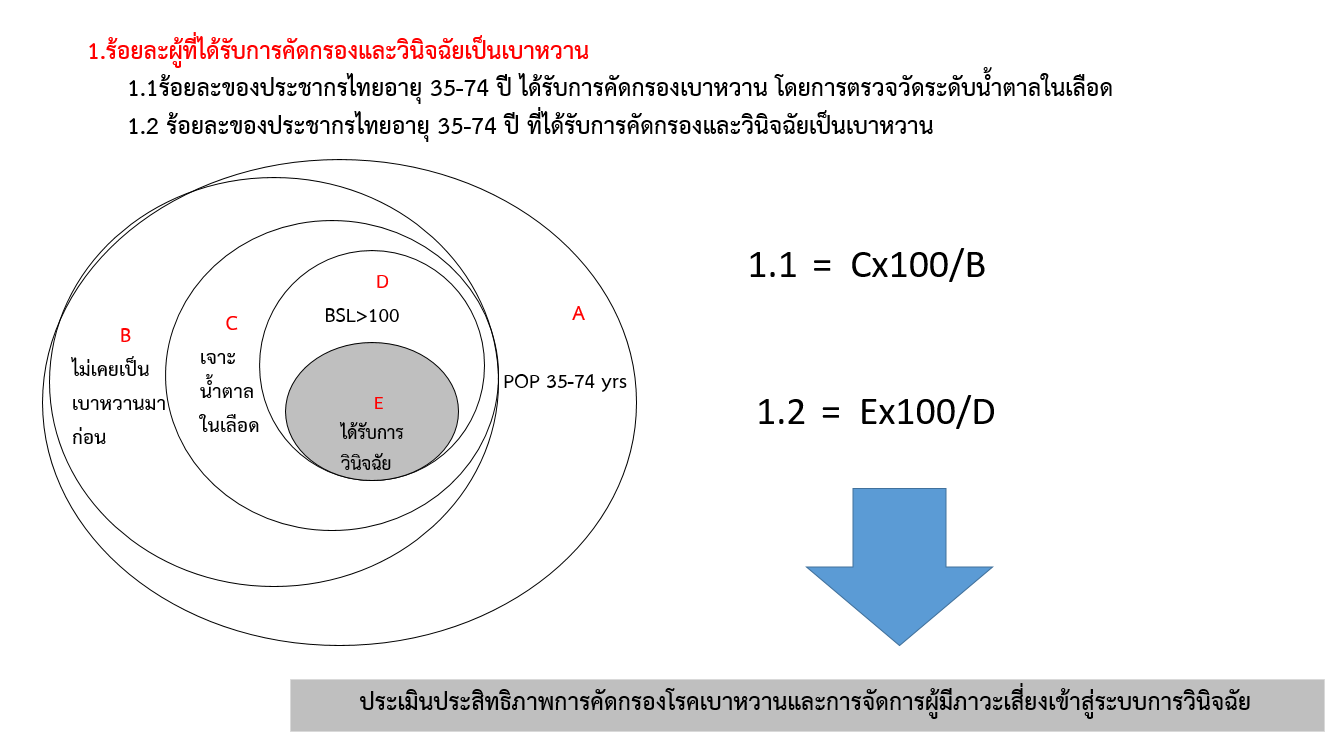 1.ร้อยละผู้ที่ได้รับการคัดกรองและวินิจฉัยเป็นเบาหวาน
1.1ร้อยละของประชากรไทยอายุ 35-74 ปี ได้รับการคัดกรองเบาหวาน โดยการตรวจวัดระดับน้ำตาลในเลือด
1.2 ร้อยละของประชากรไทยอายุ 35-74 ปี ที่ได้รับการคัดกรองและวินิจฉัยเป็นเบาหวาน
B
ไม่เคยเป็น
เบาหวานมา
ก่อน
C
เจาะ
น้ำตาล
ในเลือด
D
BSL>100
E
ได้รับการ
วินิจฉัย
A
POP 35-74 yrs
1.1 = Cx100/B
1.2 = Ex100/D
ประเมินประสิทธิภาพการคัดกรองโรคเบาหวานและการจัดการผู้มีภาวะเสี่ยงเข้าสู่ระบบการวินิจฉัย